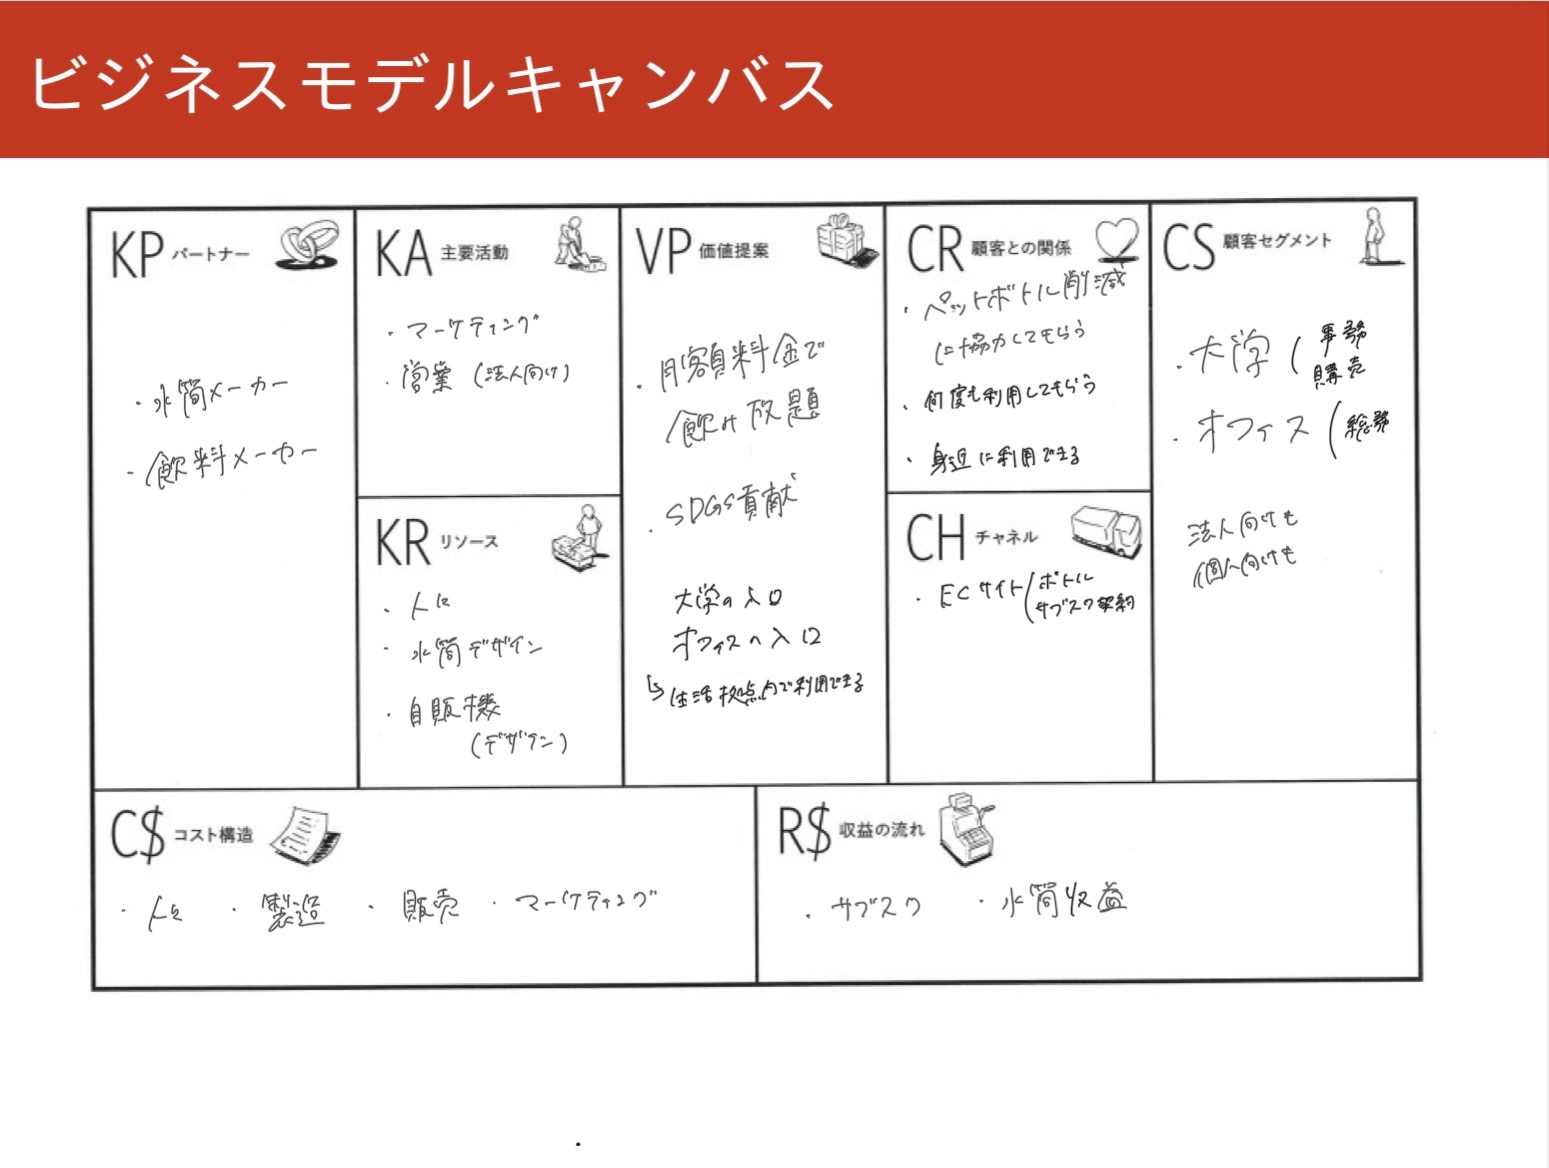 ビジネスモデルキャンバス
KP パートナー
・水筒メーカー
・飲料メーカー
KA 主要活動
・マーケティング
・営業（法人向け）
KR リソース
・人
・水筒デザイン
・自販機
（デザイン）
VP 価値提案
・月額料金で
飲み放題
・SDGS貢献
大学の入口
オフィスの入口
↳生活拠点内で利用できる
CR 顧客との関係
・ペットボトル削減
に協力してもらう
・何度も利用してもらう
・身近に利用できる
CH チャネル
・ECサイト（ボトル
サブスク契約
CS 顧客セグメント
・大学（事務
購売
・オフィス（総務
法人向けも
個人向けも
C$ コスト構造
・人 ・製造 ・販売 ・マーケティング
R$ 収益の流れ
・サブスク ・水筒収益